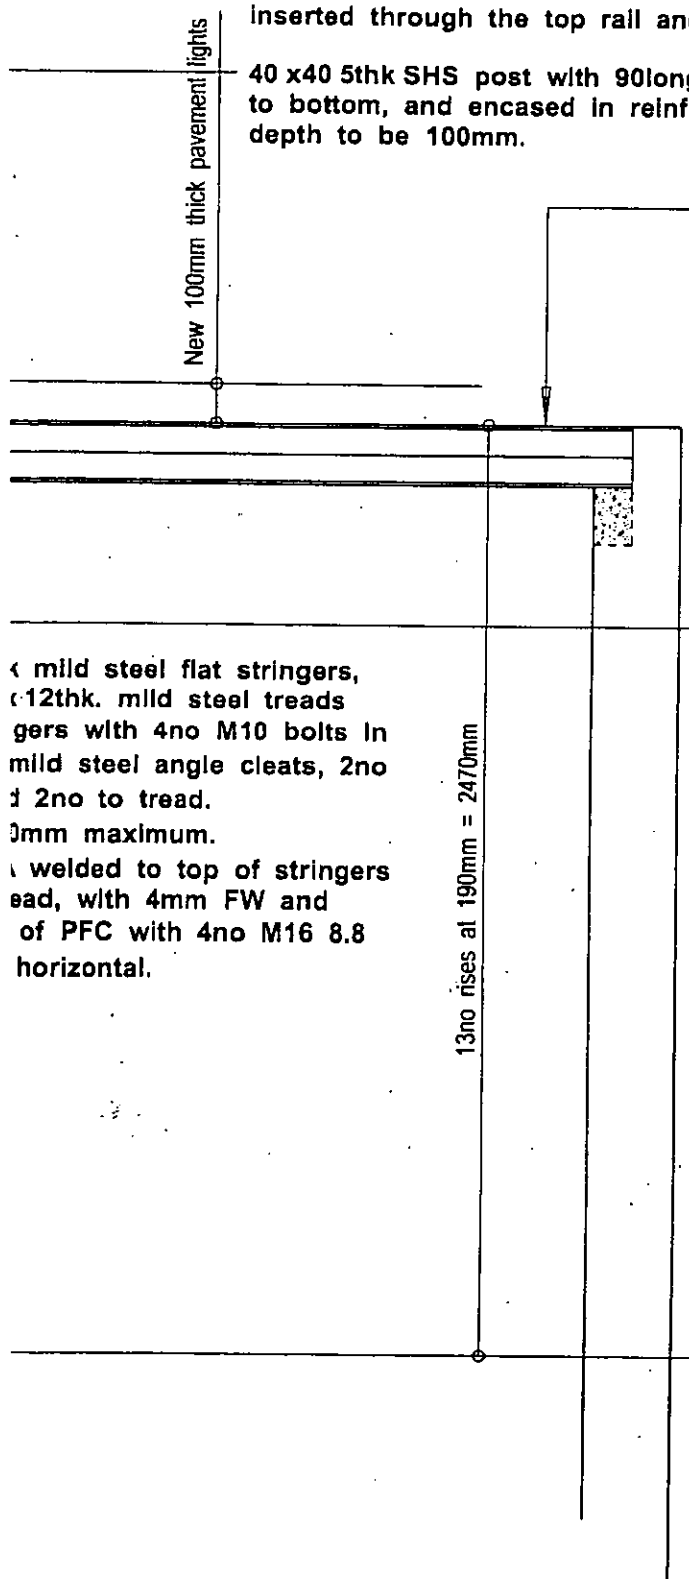 inserted through the top rail an
40 x40 5thk SHS post with 90long
to bottom, and encased in reinf
depth to be 100mm.
New 100mm thick pavement lights
mild steel flat stringers,
12thk. mild steel treads
gers with 4no M10 bolts in
mild steel angle cleats, 2no
2no to tread.
0mm maximum.
welded to top of stringers
ead, with 4mm FW and
of PFC with 4no M16 8.8
horizontal.
13no rises at 190mm = 2470mm